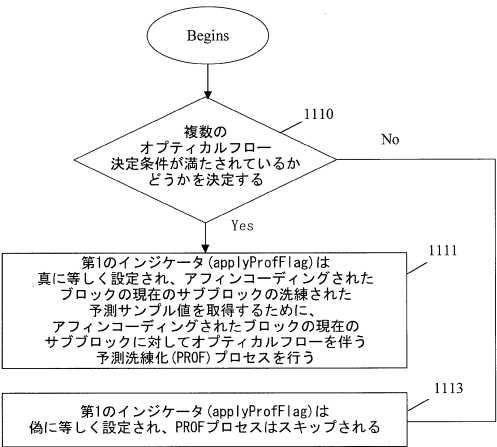 Begins
1110
複数の
オプティカルフロー
決定条件が満たされているか
どうかを決定する
No
Yes
1111
第1のインジケータ(applyProfFlag)は
真に等しく設定され、アフィンコーディングされた
ブロックの現在のサブブロックの洗練された
予測サンプル値を取得するために、
アフィンコーディングされたブロックの現在の
サブブロックに対してオプティカルフローを伴う
予測洗練化(PROF)プロセスを行う
1113
第1のインジケータ(applyProfFlag)は
偽に等しく設定され、PROFプロセスはスキップされる